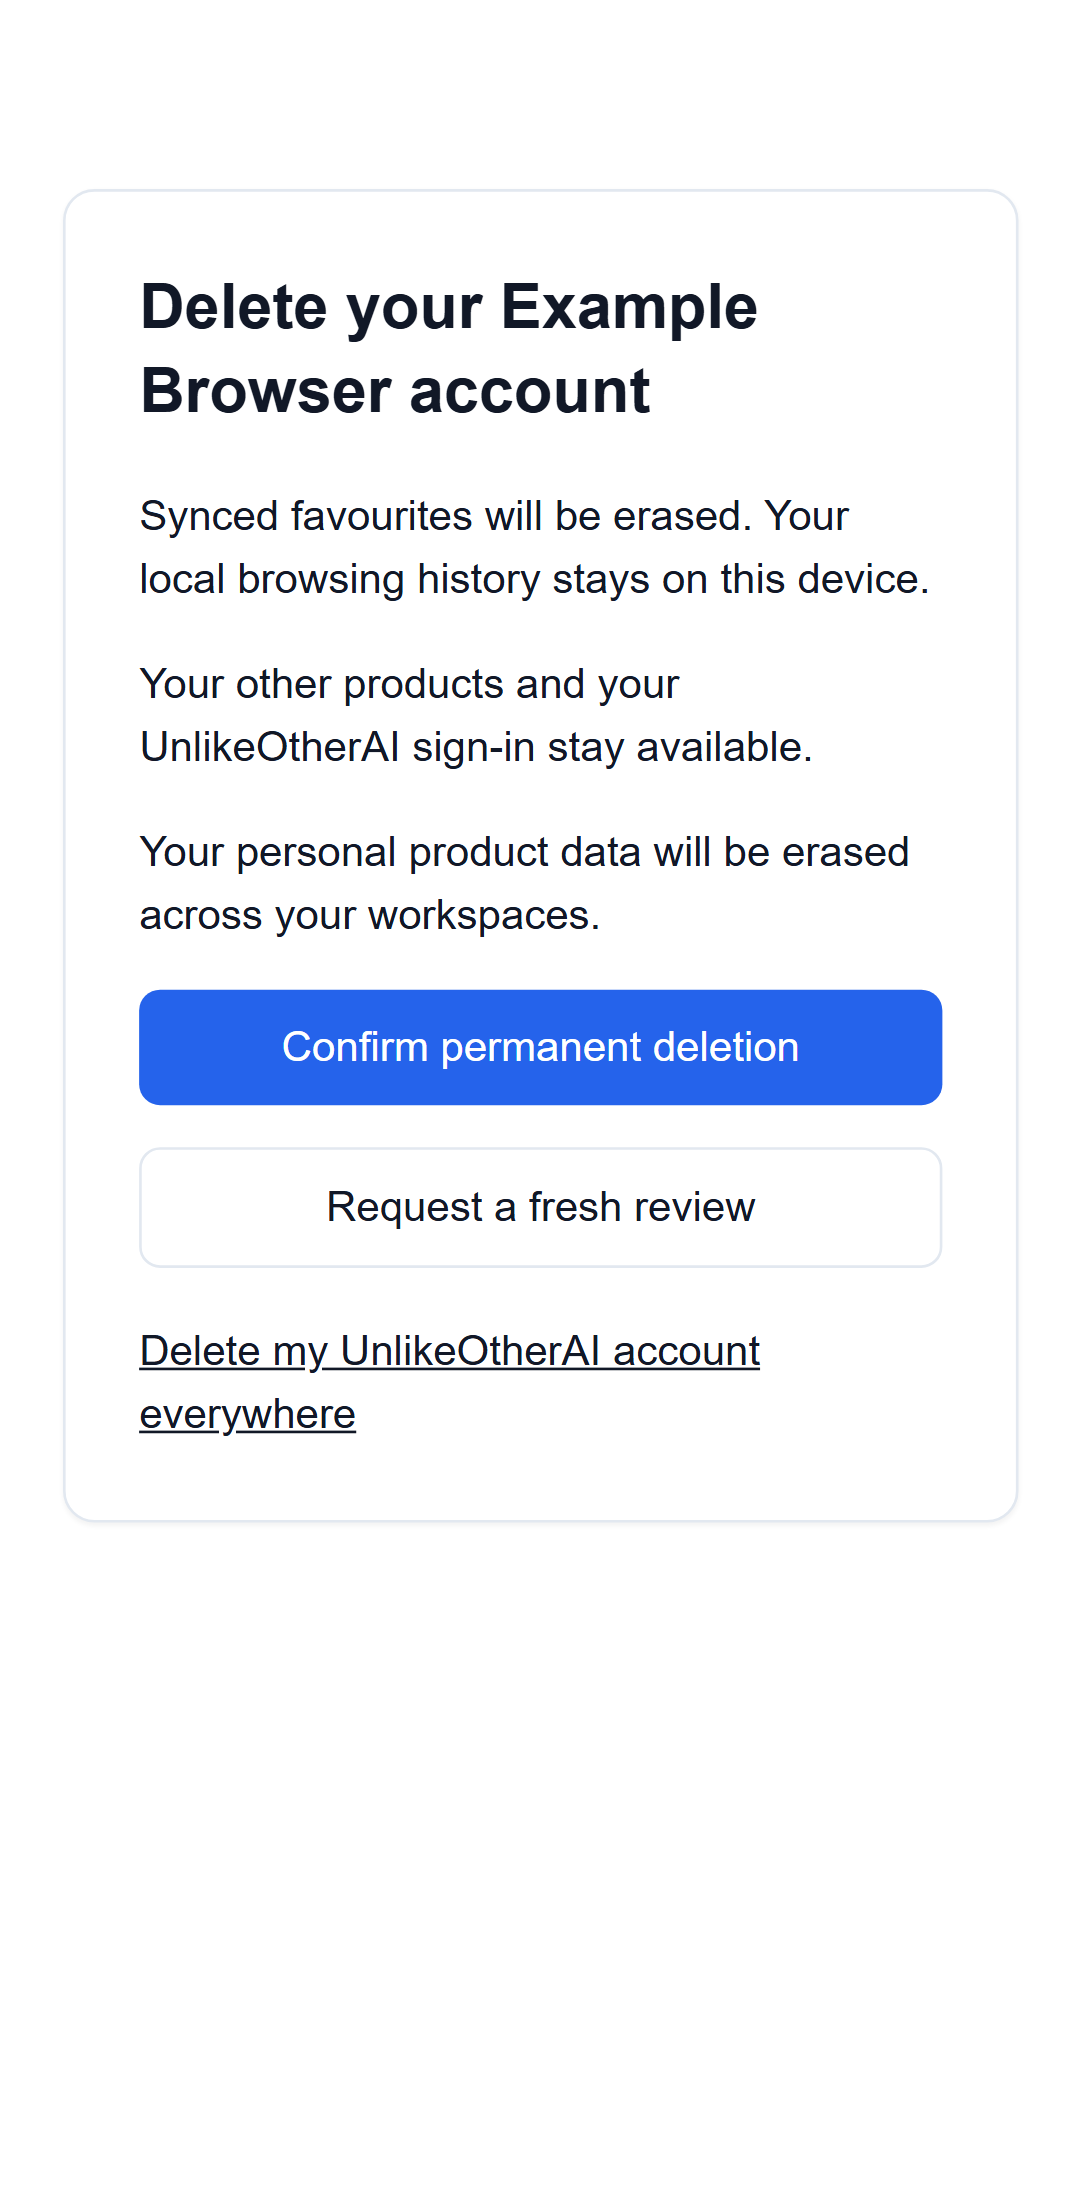 Delete your Example
Browser account
Synced favourites will be erased. Your
local browsing history stays on this device.
Your other products and your
UnlikeOtherAI sign-in stay available.
Your personal product data will be erased
across your workspaces.
Confirm permanent deletion
Request a fresh review
Delete my UnlikeOtherAI account
everywhere